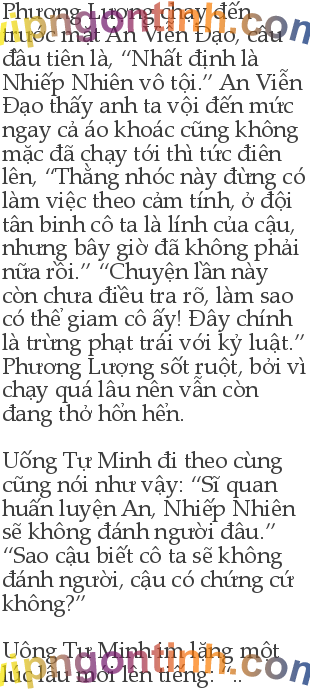 Phương Lượng chạy đến
trước mặt An Viễn Đạo, câu
đầu tiên là, “Nhất định là
Nhiếp Nhiên vô tội.” An Viễn
Đạo thấy anh ta vội đến mức
ngay cả áo khoác cũng không
mặc đã chạy tới thì tức điên
lên, “Thằng nhóc này đừng có
làm việc theo cảm tính, ở đội
tân binh cô ta là lính của cậu,
nhưng bây giờ đã không phải
nữa rồi.” “Chuyện lần này
còn chưa điều tra rõ, làm sao
có thể giam cô ấy! Đây chính
là trừng phạt trái với kỷ luật.”
Phương Lượng sốt ruột, bởi vì
chạy quá lâu nên vẫn còn
đang thở hổn hển.

Uông Tự Minh đi theo cùng
cũng nói như vậy: “Sĩ quan
huấn luyện An, Nhiếp Nhiên
sẽ không đánh người đâu.”
“Sao cậu biết cô ta sẽ không
đánh người, cậu có chứng cứ
không?”

Uông Tự Minh im lặng một
lúc lâu mới lên tiếng: “..
vipngontinh.com
vipngontinh.com